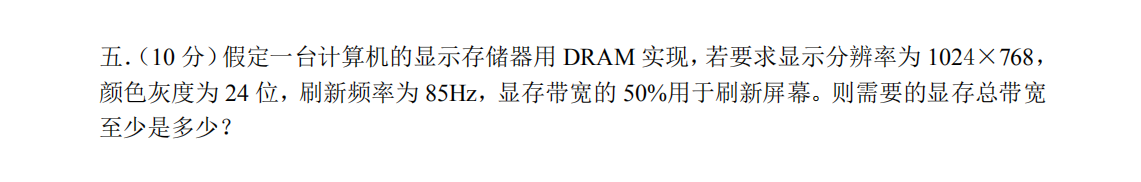 五.（10 分）假定一台计算机的显示存储器用 DRAM 实现，若要求显示分辨率为 1024×768，
颜色灰度为 24 位，刷新频率为 85Hz，显存带宽的 50%用于刷新屏幕。则需要的显存总带宽
至少是多少？